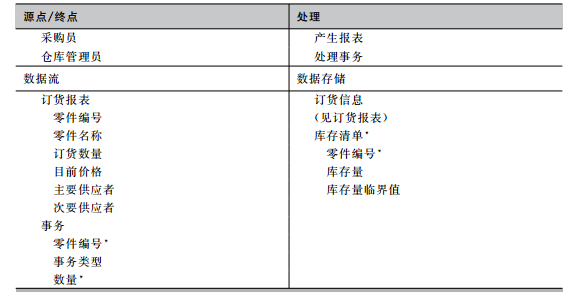 源点/终点 处理
采购员 产生报表
仓库管理员 处理事务
数据流 数据存储
订货报表 订货信息
零件编号 （见订货报表）
零件名称 库存清单*
订货数量 零件编号*
目前价格 库存量
主要供应者 库存量临界值
次要供应者
事务
零件编号*
事务类型
数量*